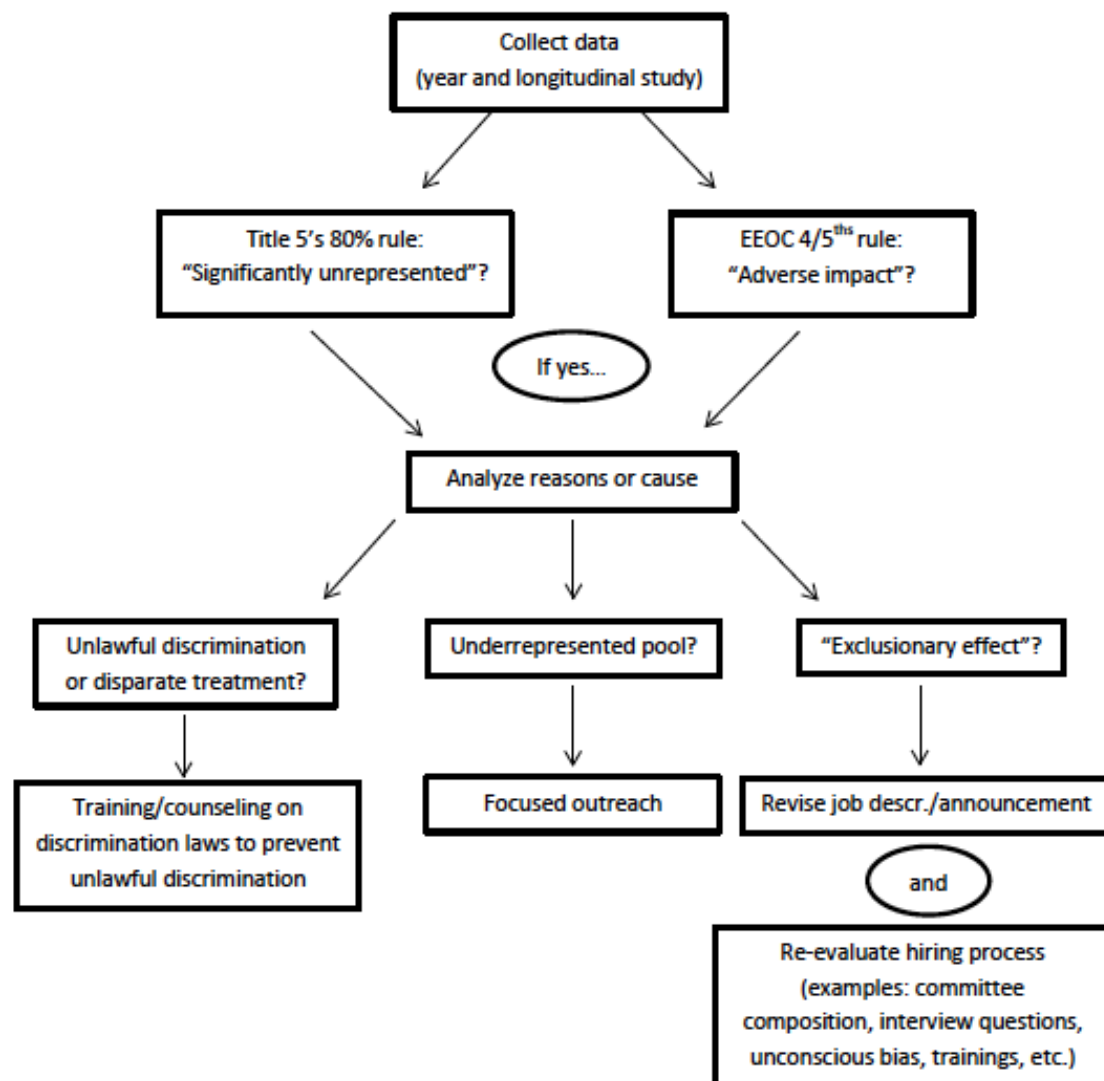 Collect data
(year and longitudinal study)
Title 5’s 80% rule:
“Significantly unrepresented”?
EEOC 4/5ths rule:
“Adverse impact”?
If yes...
Analyze reasons or cause
Unlawful discrimination
or disparate treatment?
Underrepresented pool?
“Exclusionary effect”?
Training/counseling on
discrimination laws to prevent
unlawful discrimination
Focused outreach
Revise job descr./announcement
and
Re-evaluate hiring process
(examples: committee
composition, interview questions,
unconscious bias, trainings, etc.)